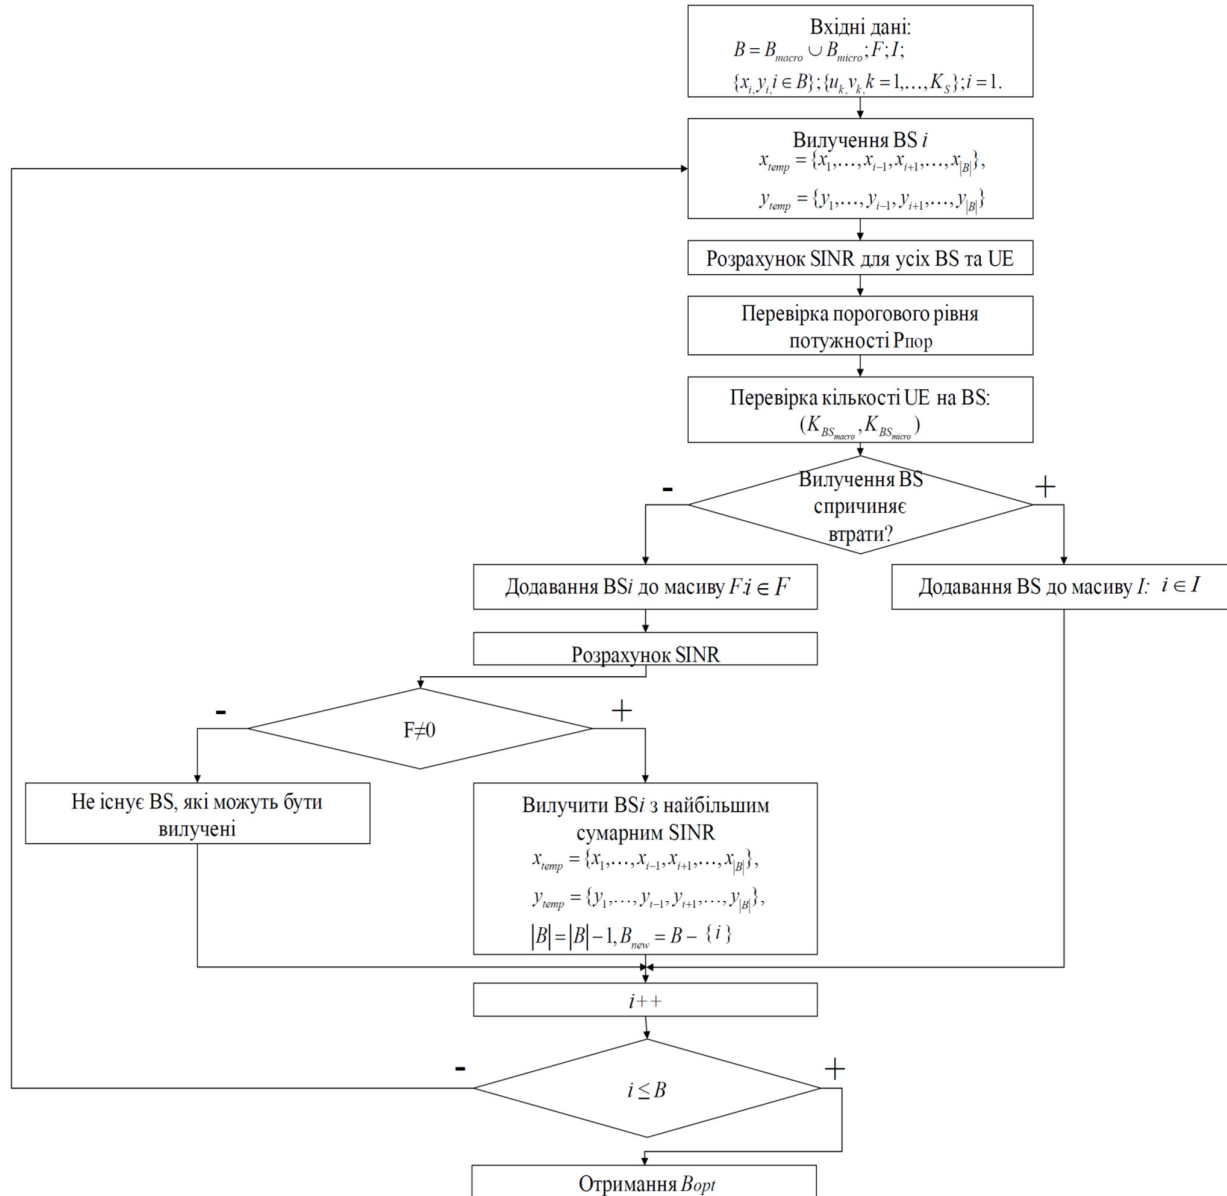 Вхідні дані:
B = B_macro ∪ B_micro; F; I;
{x_i, y_i, i ∈ B}; {u_k, v_k, k = 1,…, K_S}; i = 1.
Вилучення BS i
x_temp = {x_1,…, x_{i−1}, x_{i+1},…, x_{|B|}},
y_temp = {y_1,…, y_{i−1}, y_{i+1},…, y_{|B|}}
Розрахунок SINR для усіх BS та UE
Перевірка порогового рівня
потужності Pпор
Перевірка кількості UE на BS:
(K_{BS_macro}, K_{BS_micro})
Вилучення BS
спричиняє
втрати?
-
+
Додавання BSi до масиву F: i ∈ F
Додавання BS до масиву I: i ∈ I
Розрахунок SINR
F≠0
-
+
Не існує BS, які можуть бути
вилучені
Вилучити BSi з найбільшим
сумарним SINR
x_temp = {x_1,…, x_{i−1}, x_{i+1},…, x_{|B|}},
y_temp = {y_1,…, y_{i−1}, y_{i+1},…, y_{|B|}},
|B| = |B| − 1, B_new = B − {i}
i++
i ≤ B
-
+
Отримання Bopt